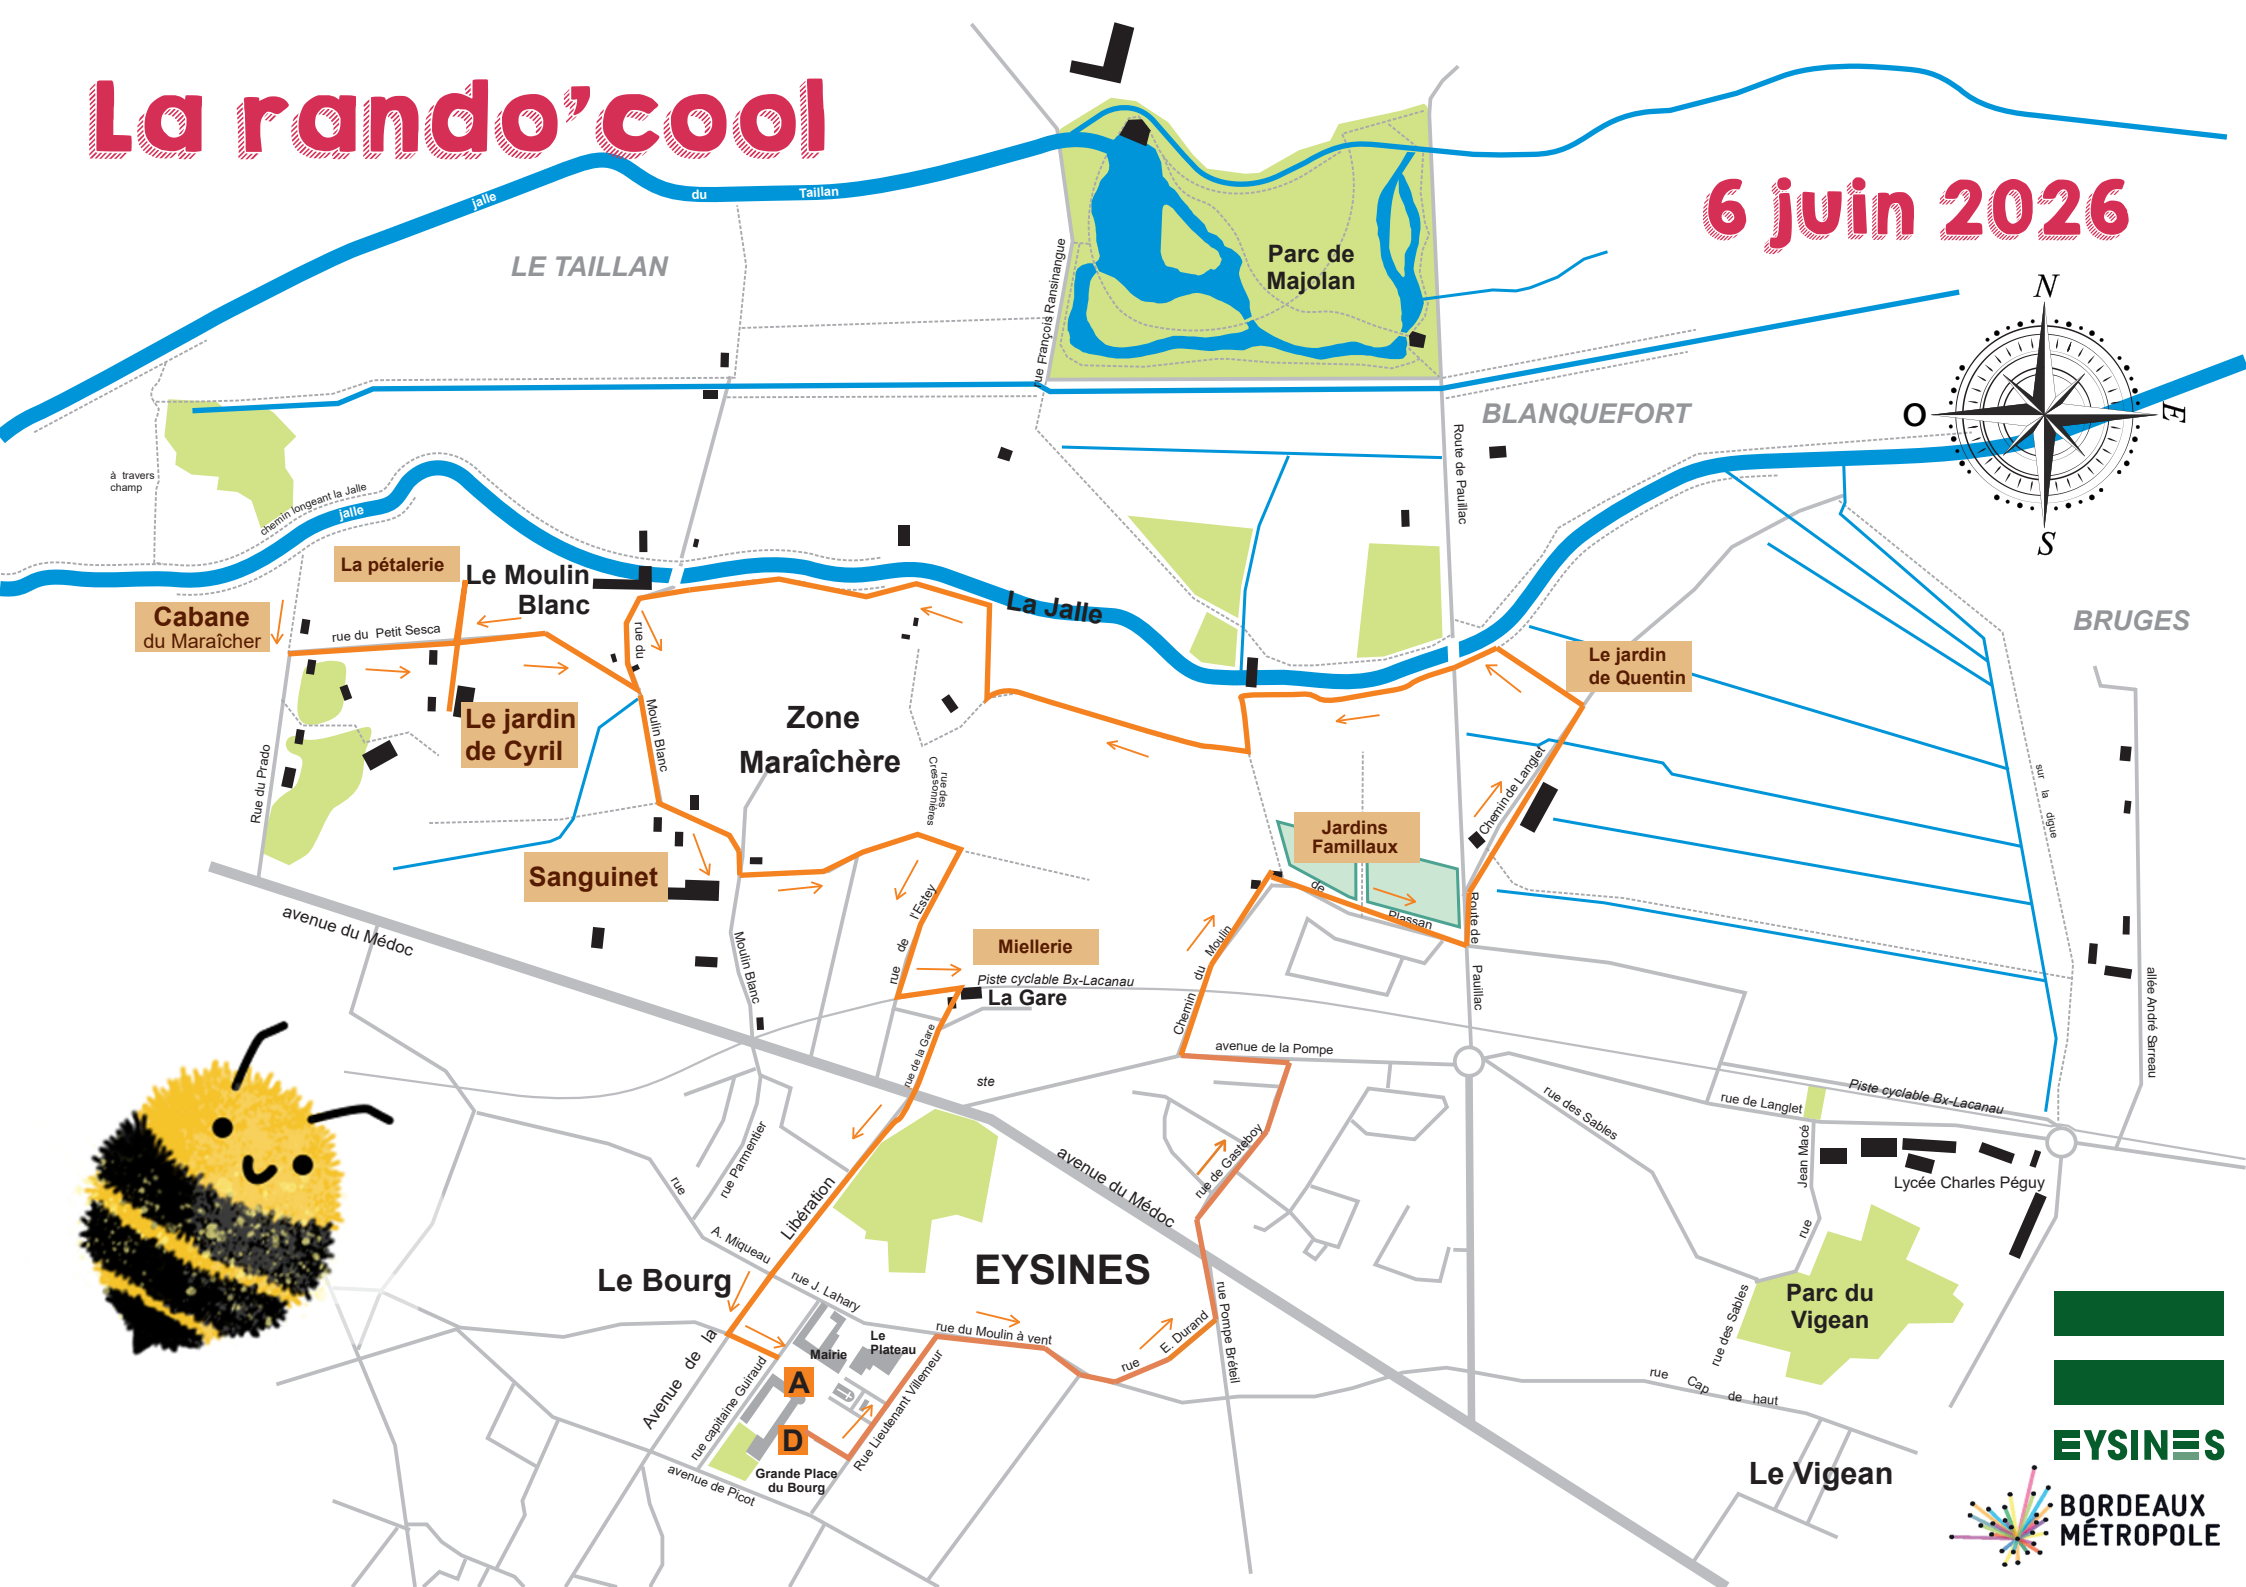 La rando'cool
6 juin 2026
N
O
E
S
jalle
du
Taillan
LE TAILLAN
rue François Ransinangue
Parc de
Majolan
BLANQUEFORT
Route de Pauillac
à travers
champ
chemin longeant la Jalle
jalle
La pétalerie
Le Moulin
Blanc
La Jalle
Cabane
du Maraîcher
rue du Petit Sesca
rue du
Moulin Blanc
BRUGES
Le jardin
de Quentin
Le jardin
de Cyril
Zone
Maraîchère
Rue du Prado
rue des
Cressonnières
Chemin de Langlet
sur la digue
Jardins
Famillaux
Sanguinet
de
Plassan
Route de
Pauillac
avenue du Médoc
Moulin Blanc
rue de l'Estey
Miellerie
Piste cyclable Bx-Lacanau
La Gare
Chemin du Moulin
allée André Sarreau
rue de la Gare
ste
avenue de la Pompe
rue des Sables
rue de Langlet
Piste cyclable Bx-Lacanau
rue Jean Macé
Lycée Charles Péguy
rue Parmentier
rue
A. Miqueau
Libération
avenue du Médoc
rue de Gasteboy
EYSINES
Le Bourg
rue J. Lahary
rue du Moulin à vent
rue E. Durand
rue Pompe Bréteil
Parc du
Vigean
rue des Sables
Avenue de la
Mairie
Le
Plateau
A
D
rue capitaine Guiraud
Rue Lieutenant Villemeur
Grande Place
du Bourg
avenue de Picot
rue Cap de haut
Le Vigean
EYSINES
BORDEAUX
MÉTROPOLE